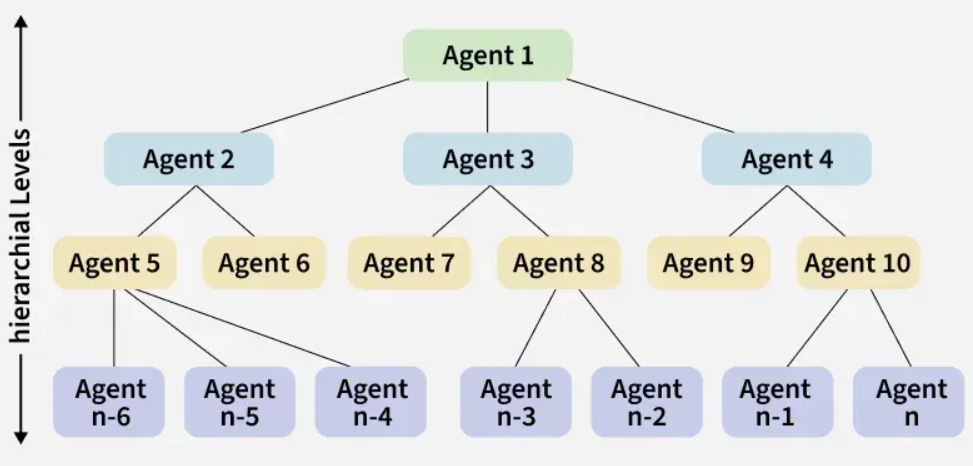 hierarchial Levels
Agent 1
Agent 2
Agent 3
Agent 4
Agent 5
Agent 6
Agent 7
Agent 8
Agent 9
Agent 10
Agent
n-6
Agent
n-5
Agent
n-4
Agent
n-3
Agent
n-2
Agent
n-1
Agent
n